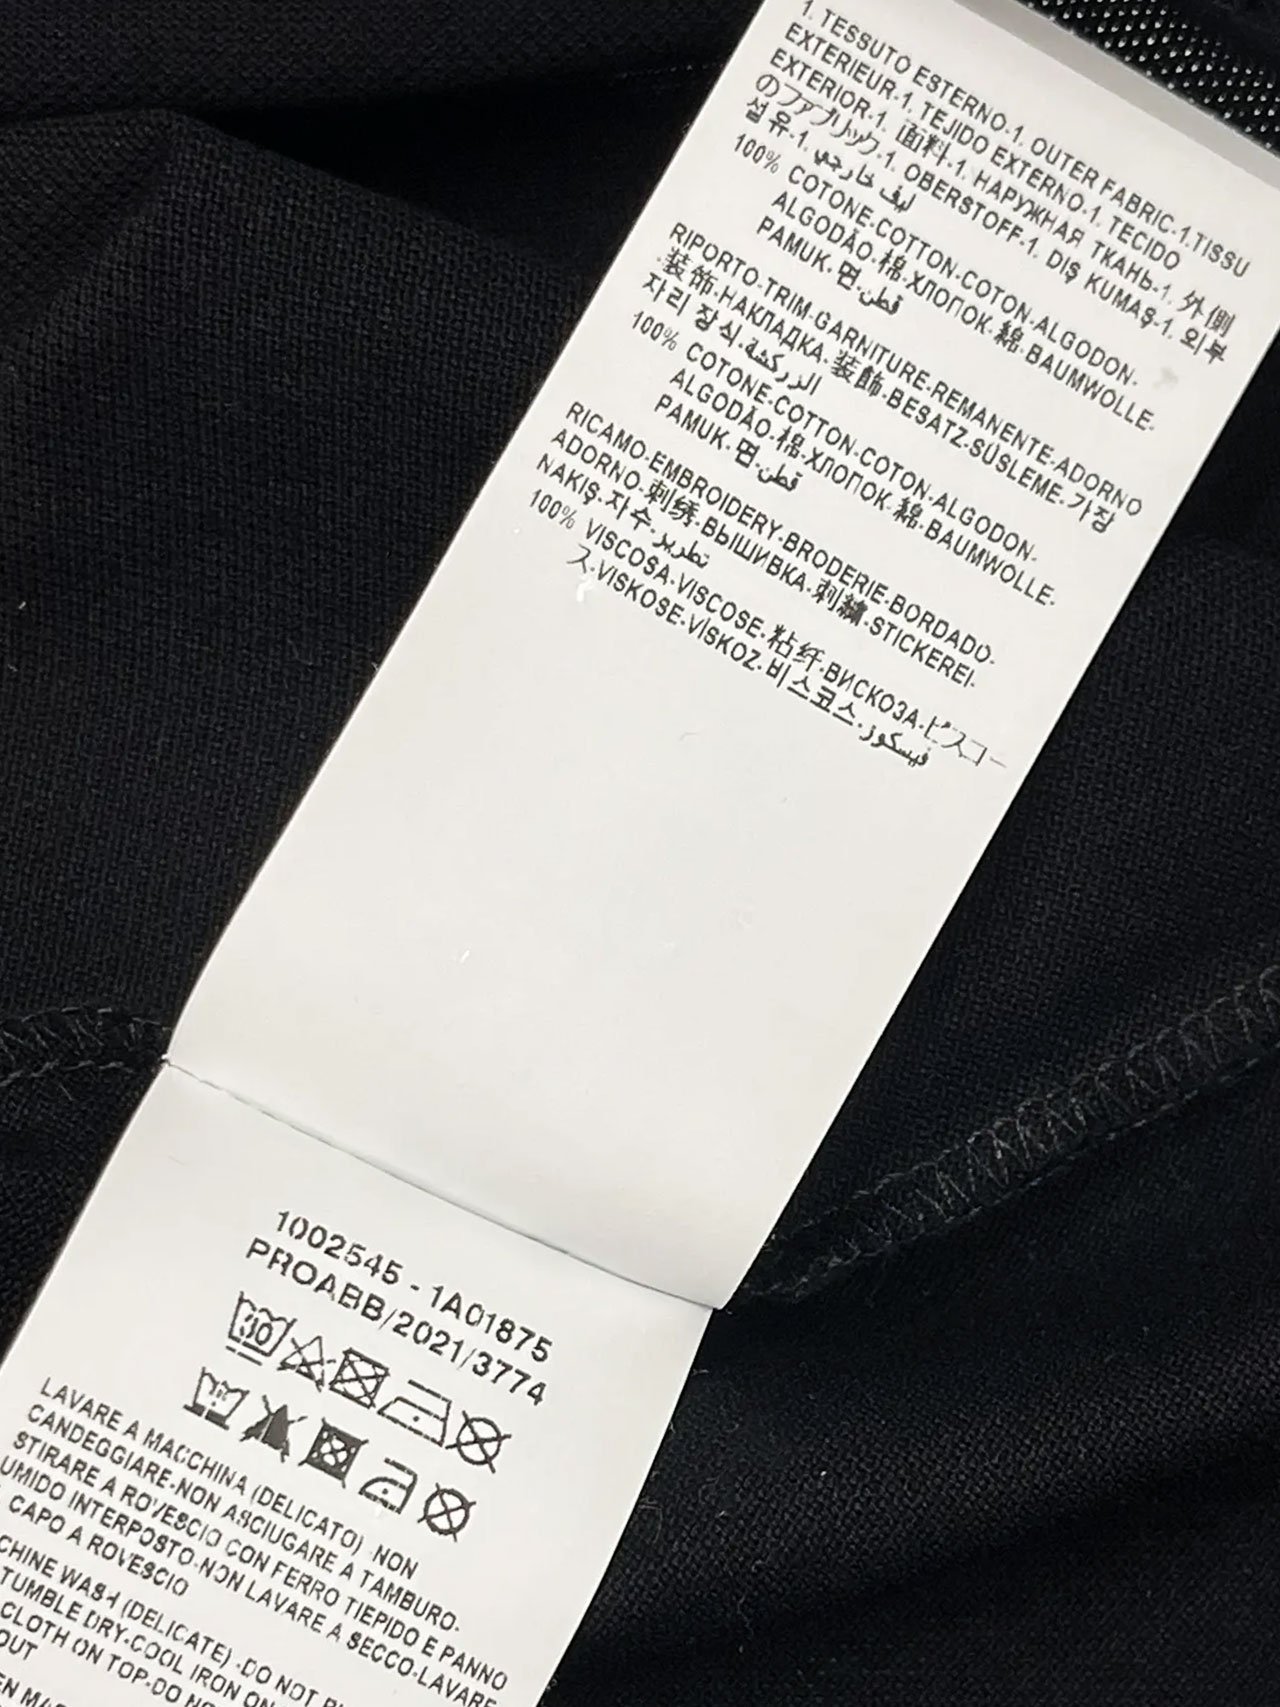 1. TESSUTO ESTERNO-1. OUTER FABRIC-1.TISSU
EXTERIEUR-1. TEJIDO EXTERNO-1. TECIDO
EXTERIOR-1. 面料-1. НАРУЖНАЯ ТКАНЬ-1. 外側
のファブリック-1. OBERSTOFF-1. DIŞ KUMAŞ-1. 외부
섬유-1. ليف خارجي
100% COTONE-COTTON-COTON-ALGODON-
ALGODÃO-棉-ХЛОПОК-綿-BAUMWOLLE-
PAMUK-면-قطن
RIPORTO-TRIM-GARNITURE-REMANENTE-ADORNO
-装饰-НАКЛАДКА-装飾-BESATZ-SÜSLEME-가장
자리 장식-الزركشة
100% COTONE-COTTON-COTON-ALGODON-
ALGODÃO-棉-ХЛОПОК-綿-BAUMWOLLE-
PAMUK-면-قطن
RICAMO-EMBROIDERY-BRODERIE-BORDADO-
ADORNO-刺绣-ВЫШИВКА-刺繍-STICKEREI-
NAKIŞ-자수-تطريز
100% VISCOSA-VISCOSE-粘纤-ВИСКОЗА-ビスコー
ス-VISKOSE-VİSKOZ-비스코스-فيسكوز
1002545 - 1A01875
PROABB/2021/3774
30
LAVARE A MACCHINA (DELICATO) -NON
CANDEGGIARE-NON ASCIUGARE A TAMBURO-
STIRARE A ROVESCIO CON FERRO TIEPIDO E PANNO
UMIDO INTERPOSTO-NON LAVARE A SECCO-LAVARE
CAPO A ROVESCIO
CHINE WASH (DELICATE) -DO NOT
TUMBLE DRY-COOL IRON ON
CLOTH ON TOP-DO NO
OUT